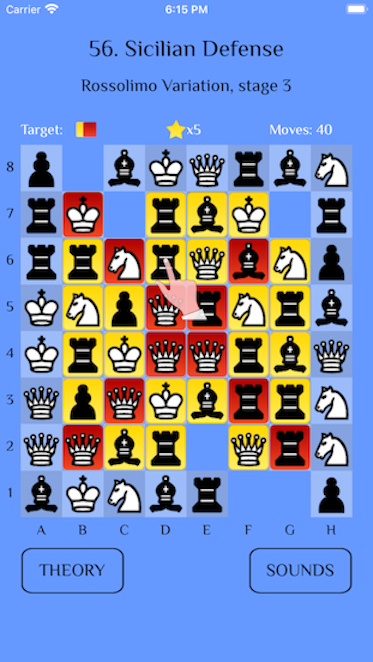 Carrier 6:15 PM
56. Sicilian Defense
Rossolimo Variation, stage 3
Target: x5 Moves: 40
8
7
6
5
4
3
2
1
A B C D E F G H
THEORY SOUNDS